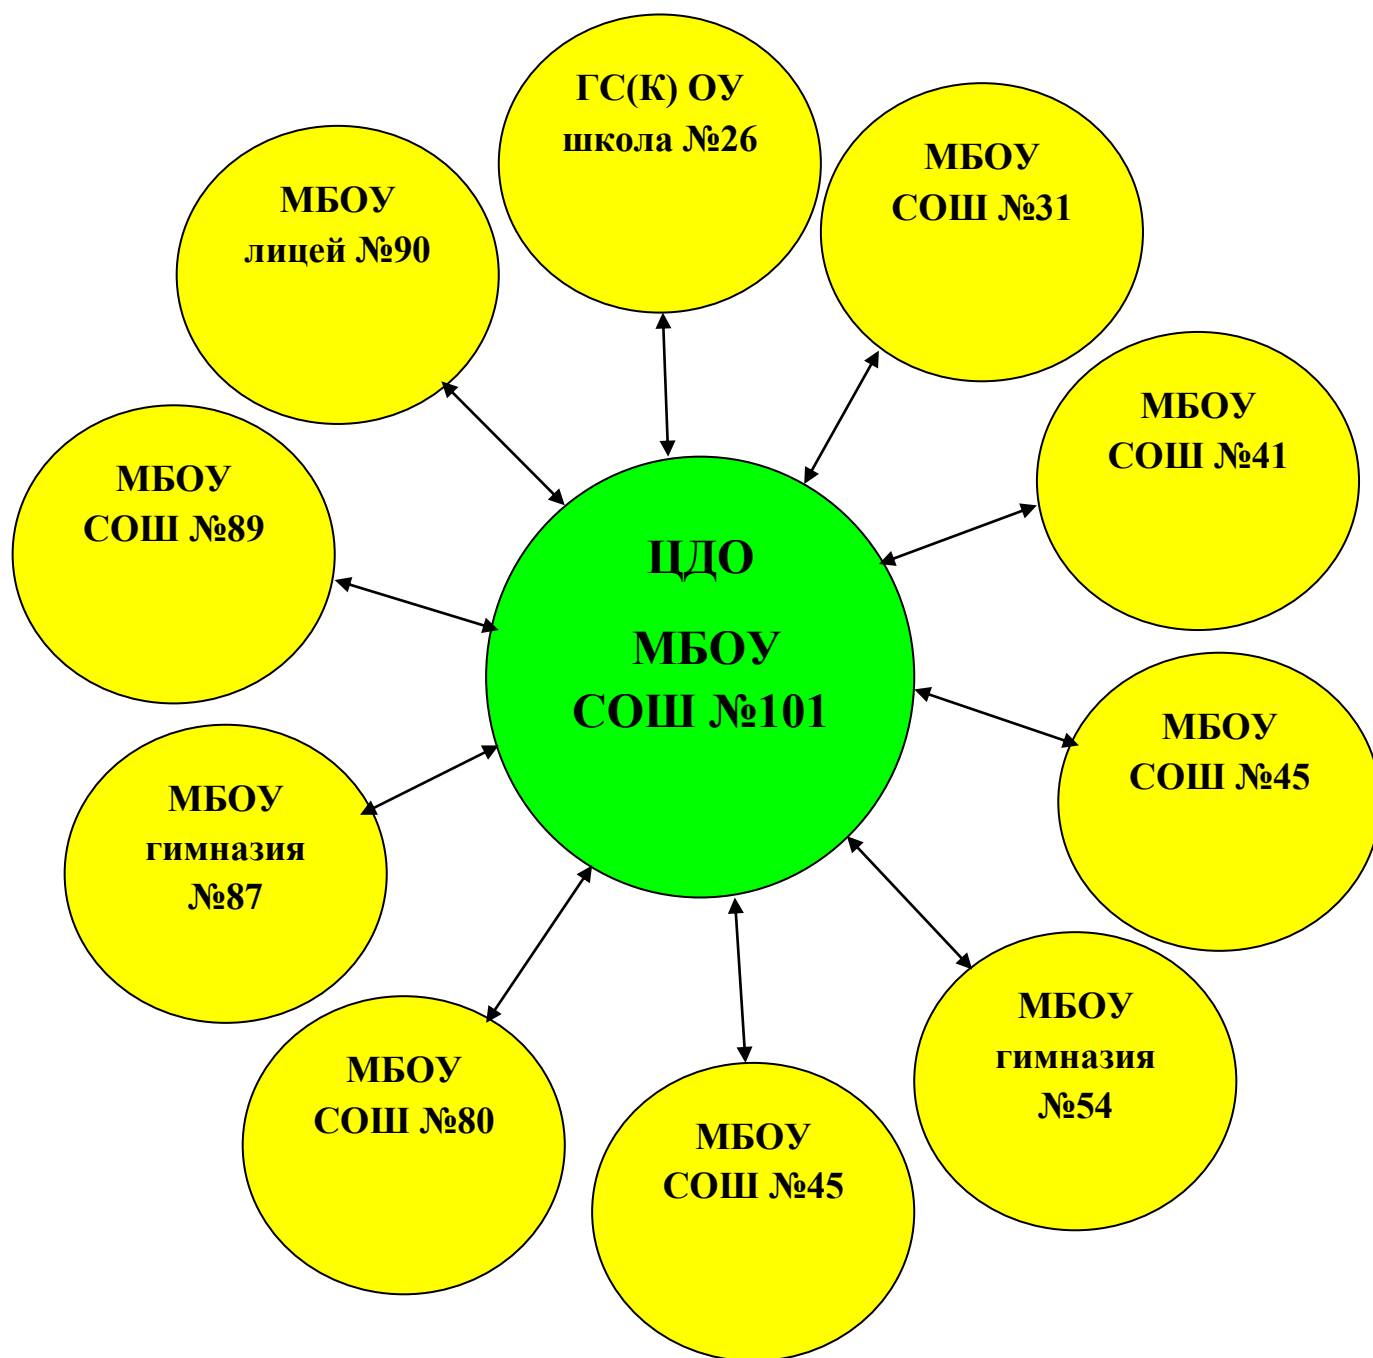 ГС(К) ОУ
школа №26
МБОУ
СОШ №31
МБОУ
лицей №90
МБОУ
СОШ №41
МБОУ
СОШ №89
ЦДО
МБОУ
СОШ №101
МБОУ
СОШ №45
МБОУ
гимназия
№87
МБОУ
гимназия
№54
МБОУ
СОШ №80
МБОУ
СОШ №45